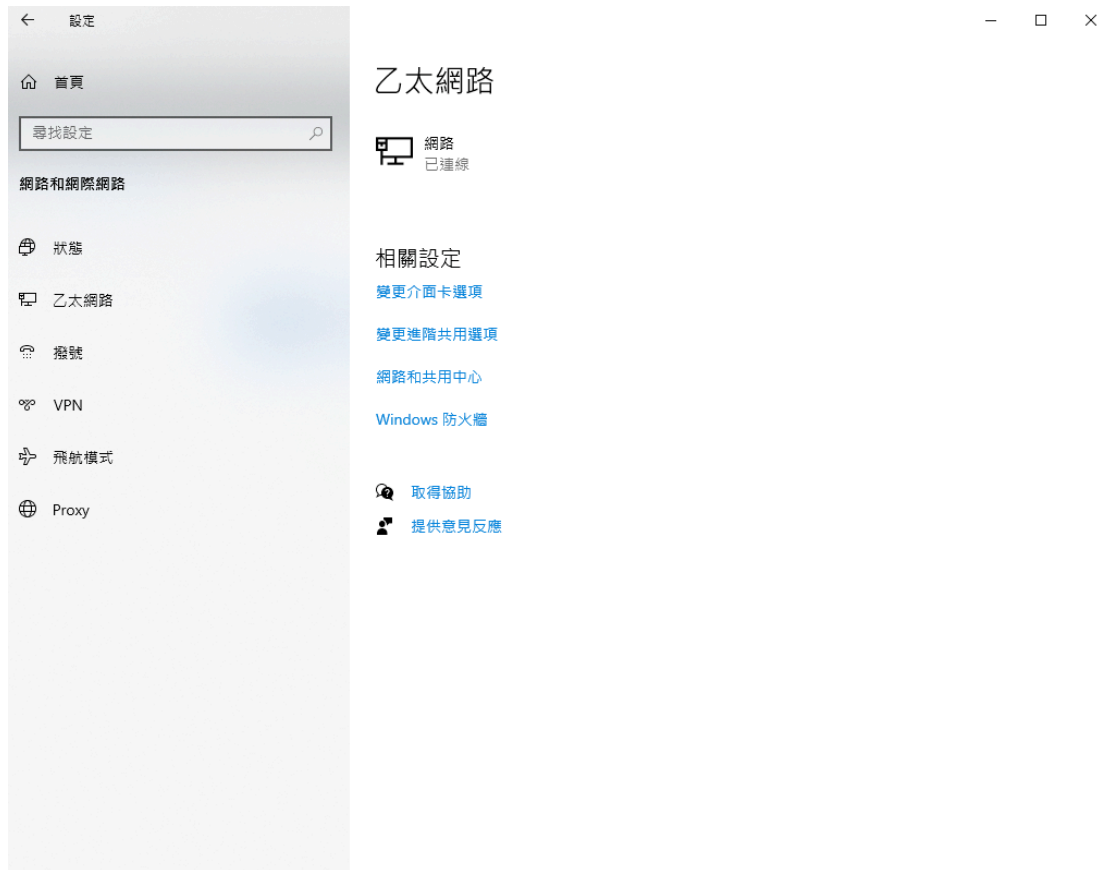 設定
首頁
尋找設定
網路和網際網路
狀態
乙太網路
撥號
VPN
飛航模式
Proxy
乙太網路
網路
已連線
相關設定
變更介面卡選項
變更進階共用選項
網路和共用中心
Windows 防火牆
取得協助
提供意見反應